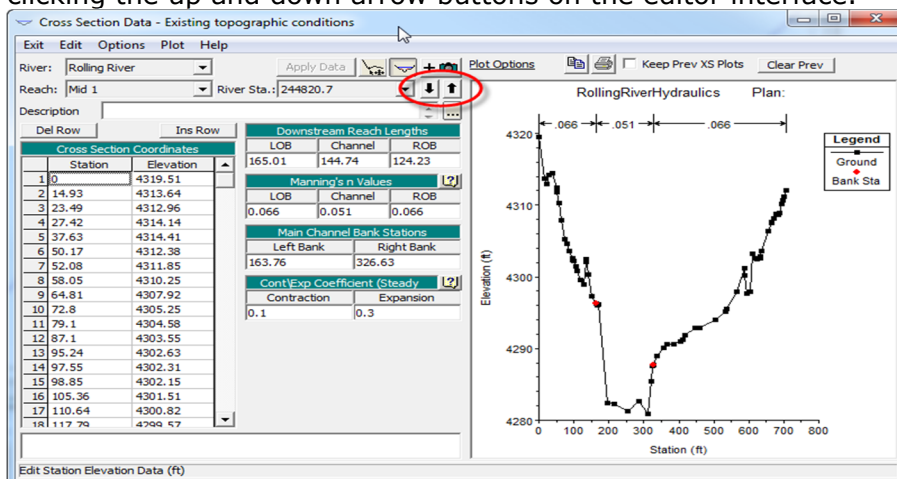 clicking the up and down arrow buttons on the editor interface.
Cross Section Data - Existing topographic conditions
Exit Edit Options Plot Help
River: Rolling River Apply Data + Plot Options Keep Prev XS Plots Clear Prev
Reach: Mid 1 River Sta.: 244820.7
Description ...
Del Row Ins Row
Cross Section Coordinates
Station Elevation
1 0 4319.51
2 14.93 4313.64
3 23.49 4312.96
4 27.42 4314.14
5 37.63 4314.41
6 50.17 4312.38
7 52.08 4311.85
8 58.05 4310.25
9 64.81 4307.92
10 72.8 4305.25
11 79.1 4304.58
12 87.1 4303.55
13 95.24 4302.63
14 97.55 4302.31
15 98.85 4302.15
16 105.36 4301.51
17 110.64 4300.82
18 117.79 4299.57
Downstream Reach Lengths
LOB Channel ROB
165.01 144.74 124.23
Manning's n Values
LOB Channel ROB
0.066 0.051 0.066
Main Channel Bank Stations
Left Bank Right Bank
163.76 326.63
Cont\Exp Coefficient (Steady
Contraction Expansion
0.1 0.3
RollingRiverHydraulics Plan:
.066 .051 .066
Legend
Ground
Bank Sta
4320
4310
4300
4290
4280
Elevation (ft)
0 100 200 300 400 500 600 700 800
Station (ft)
Edit Station Elevation Data (ft)